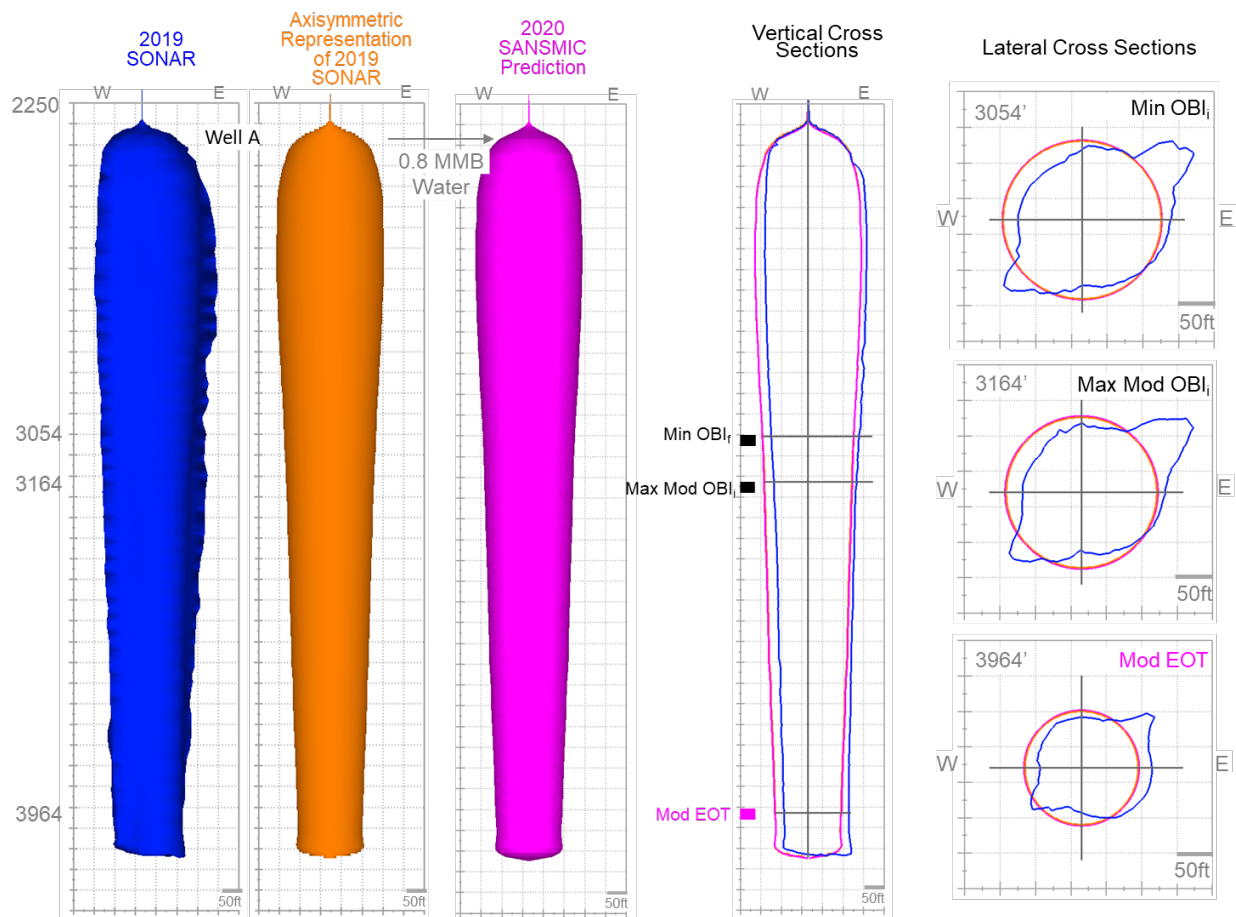 2019
SONAR
Axisymmetric
Representation
of 2019
SONAR
2020
SANSMIC
Prediction
Vertical Cross
Sections
Lateral Cross Sections
W E
W E
W E
W E
2250
3054
3164
3964
Well A
0.8 MMB
Water
50ft
50ft
50ft
50ft
Min OBIf
Max Mod OBIi
Mod EOT
3054' Min OBIi
W E
50ft
3164' Max Mod OBIi
W E
50ft
3964' Mod EOT
W E
50ft